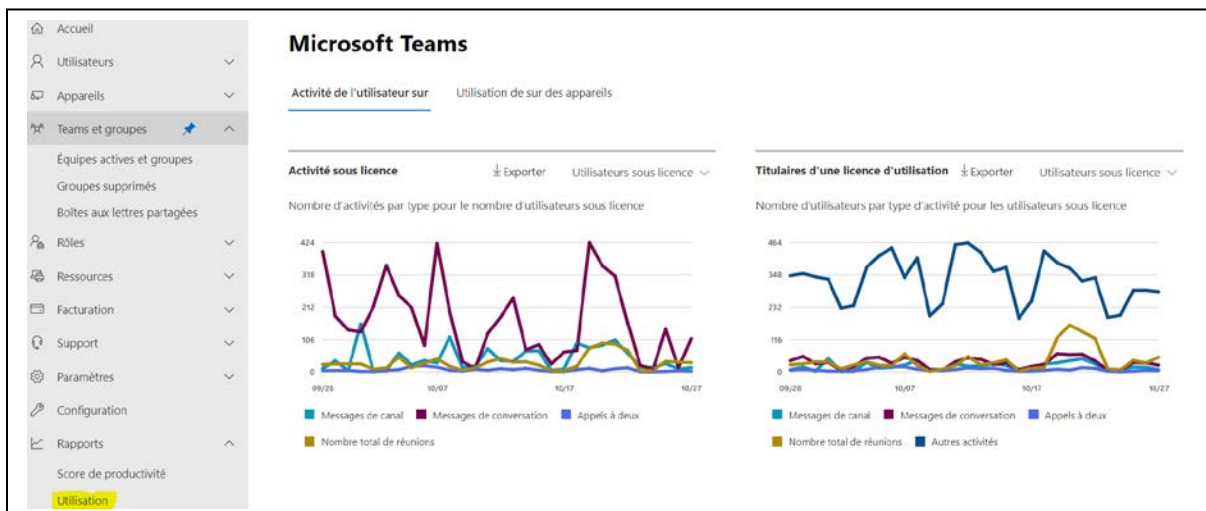 Accueil
Utilisateurs
Appareils
Teams et groupes
Équipes actives et groupes
Groupes supprimés
Boîtes aux lettres partagées
Rôles
Ressources
Facturation
Support
Paramètres
Configuration
Rapports
Score de productivité
Utilisation
Microsoft Teams
Activité de l'utilisateur sur Utilisation de sur des appareils
Activité sous licence Exporter Utilisateurs sous licence
Nombre d'activités par type pour le nombre d'utilisateurs sous licence
424
318
212
106
0
09/28 10/07 10/17 10/27
Messages de canal Messages de conversation Appels à deux
Nombre total de réunions
Titulaires d'une licence d'utilisation Exporter Utilisateurs sous licence
Nombre d'utilisateurs par type d'activité pour les utilisateurs sous licence
464
348
232
116
0
09/28 10/07 10/17 10/27
Messages de canal Messages de conversation Appels à deux
Nombre total de réunions Autres activités